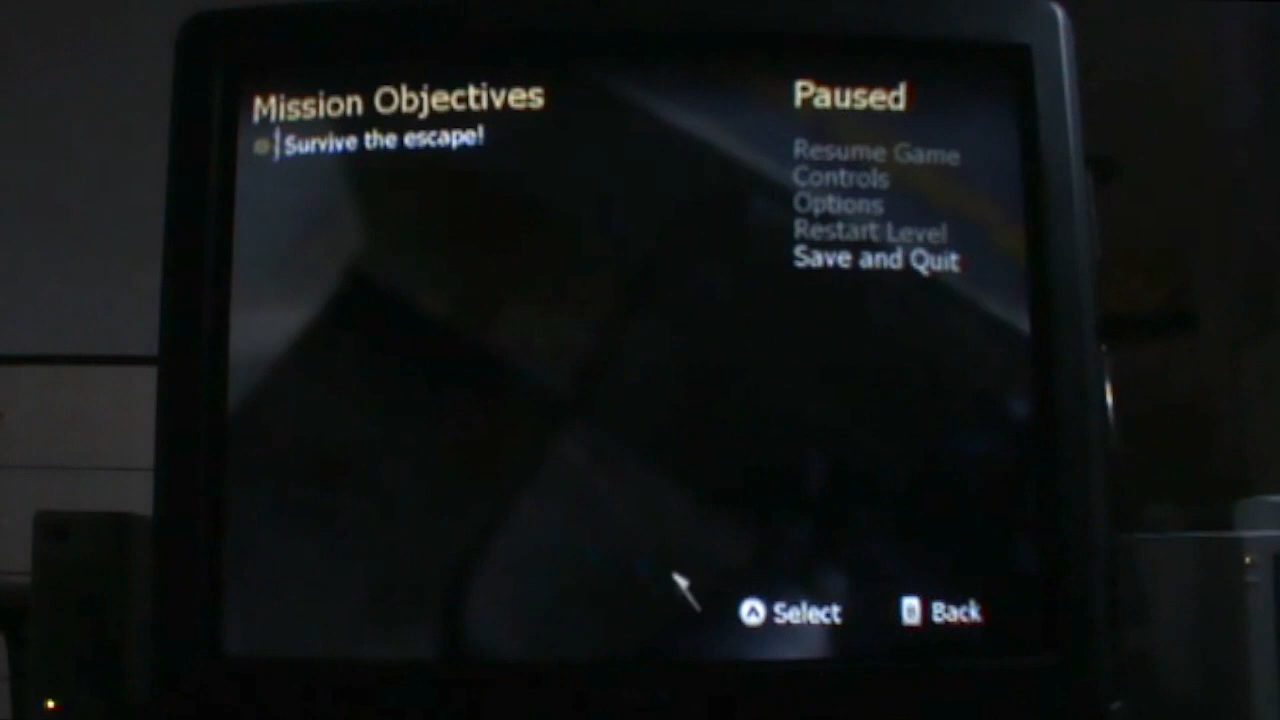 Mission Objectives
Survive the escape!
Paused
Resume Game
Controls
Options
Restart Level
Save and Quit
A Select
B Back